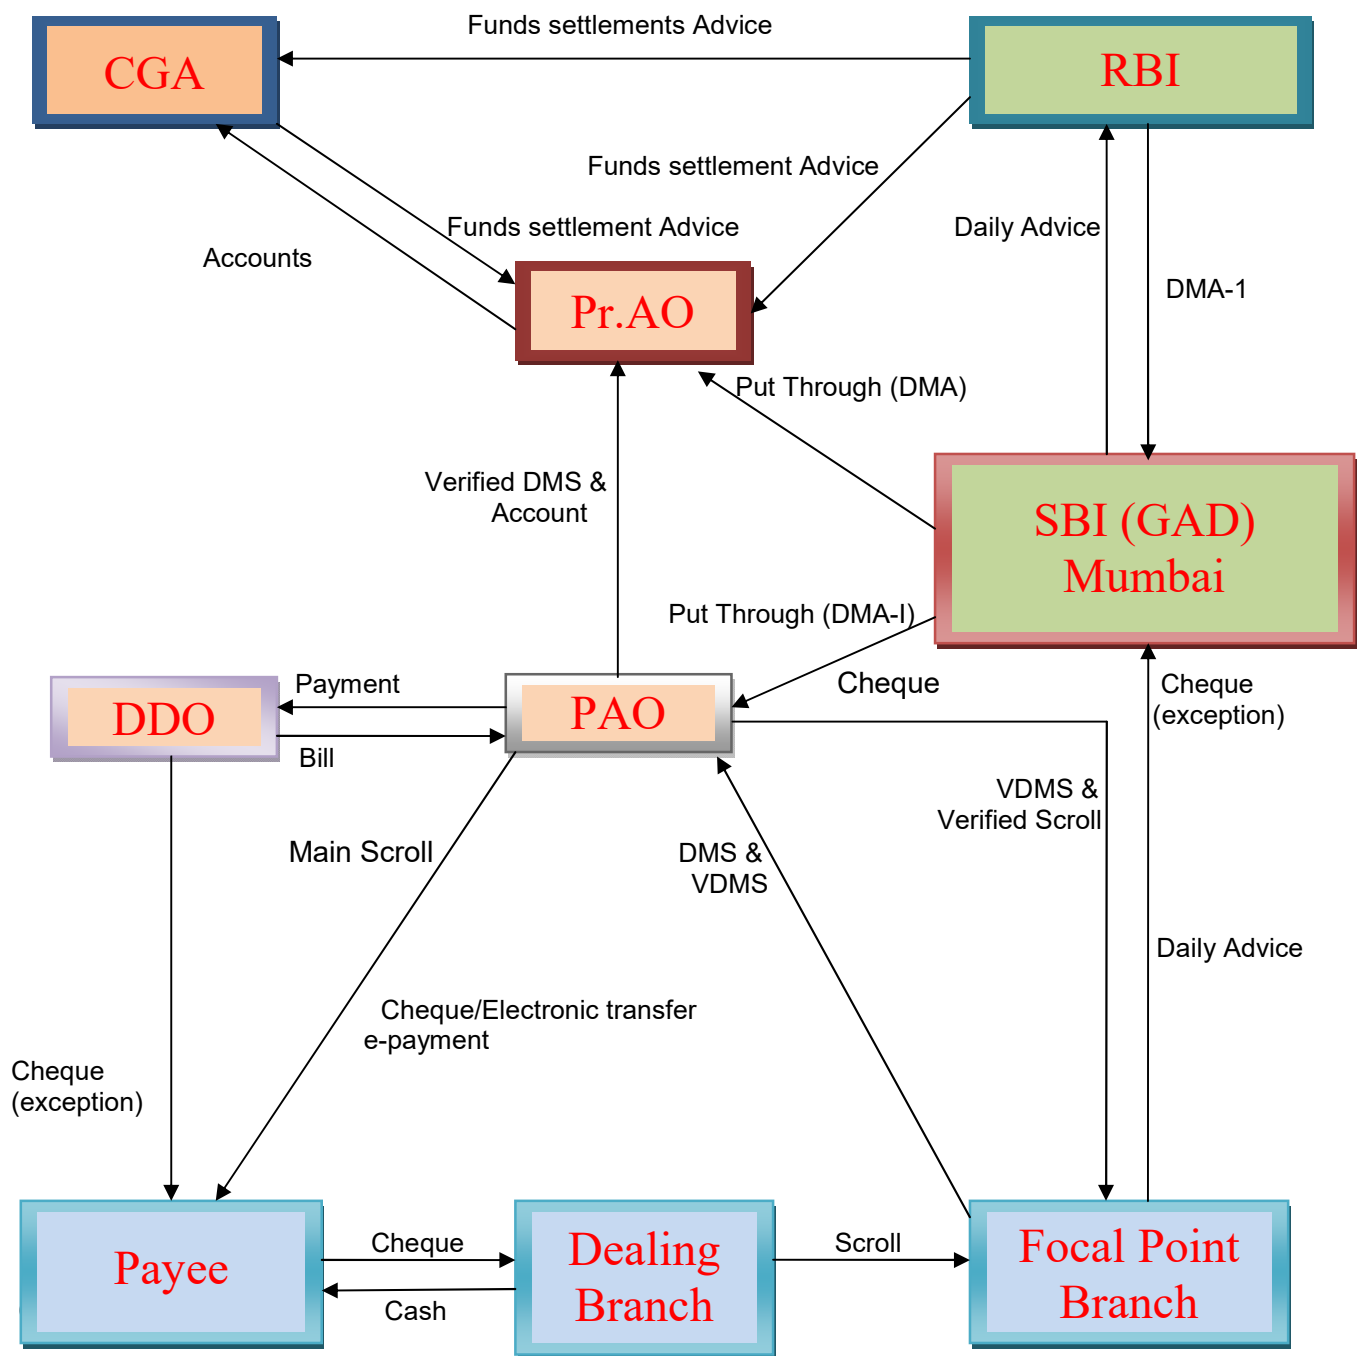 Funds settlements Advice
CGA
RBI
Funds settlement Advice
Funds settlement Advice
Daily Advice
Accounts
DMA-1
Pr.AO
Put Through (DMA)
Verified DMS &
Account
SBI (GAD)
Mumbai
Put Through (DMA-I)
Payment
Cheque
Cheque
(exception)
DDO
PAO
Bill
VDMS &
Verified Scroll
Main Scroll
DMS &
VDMS
Daily Advice
Cheque/Electronic transfer
e-payment
Cheque
(exception)
Payee
Cheque
Cash
Dealing
Branch
Scroll
Focal Point
Branch